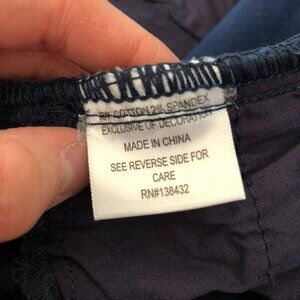 COTTON 2% SPANDEX
EXCLUSIVE OF DECORATION
MADE IN CHINA
SEE REVERSE SIDE FOR
CARE
RN#138432